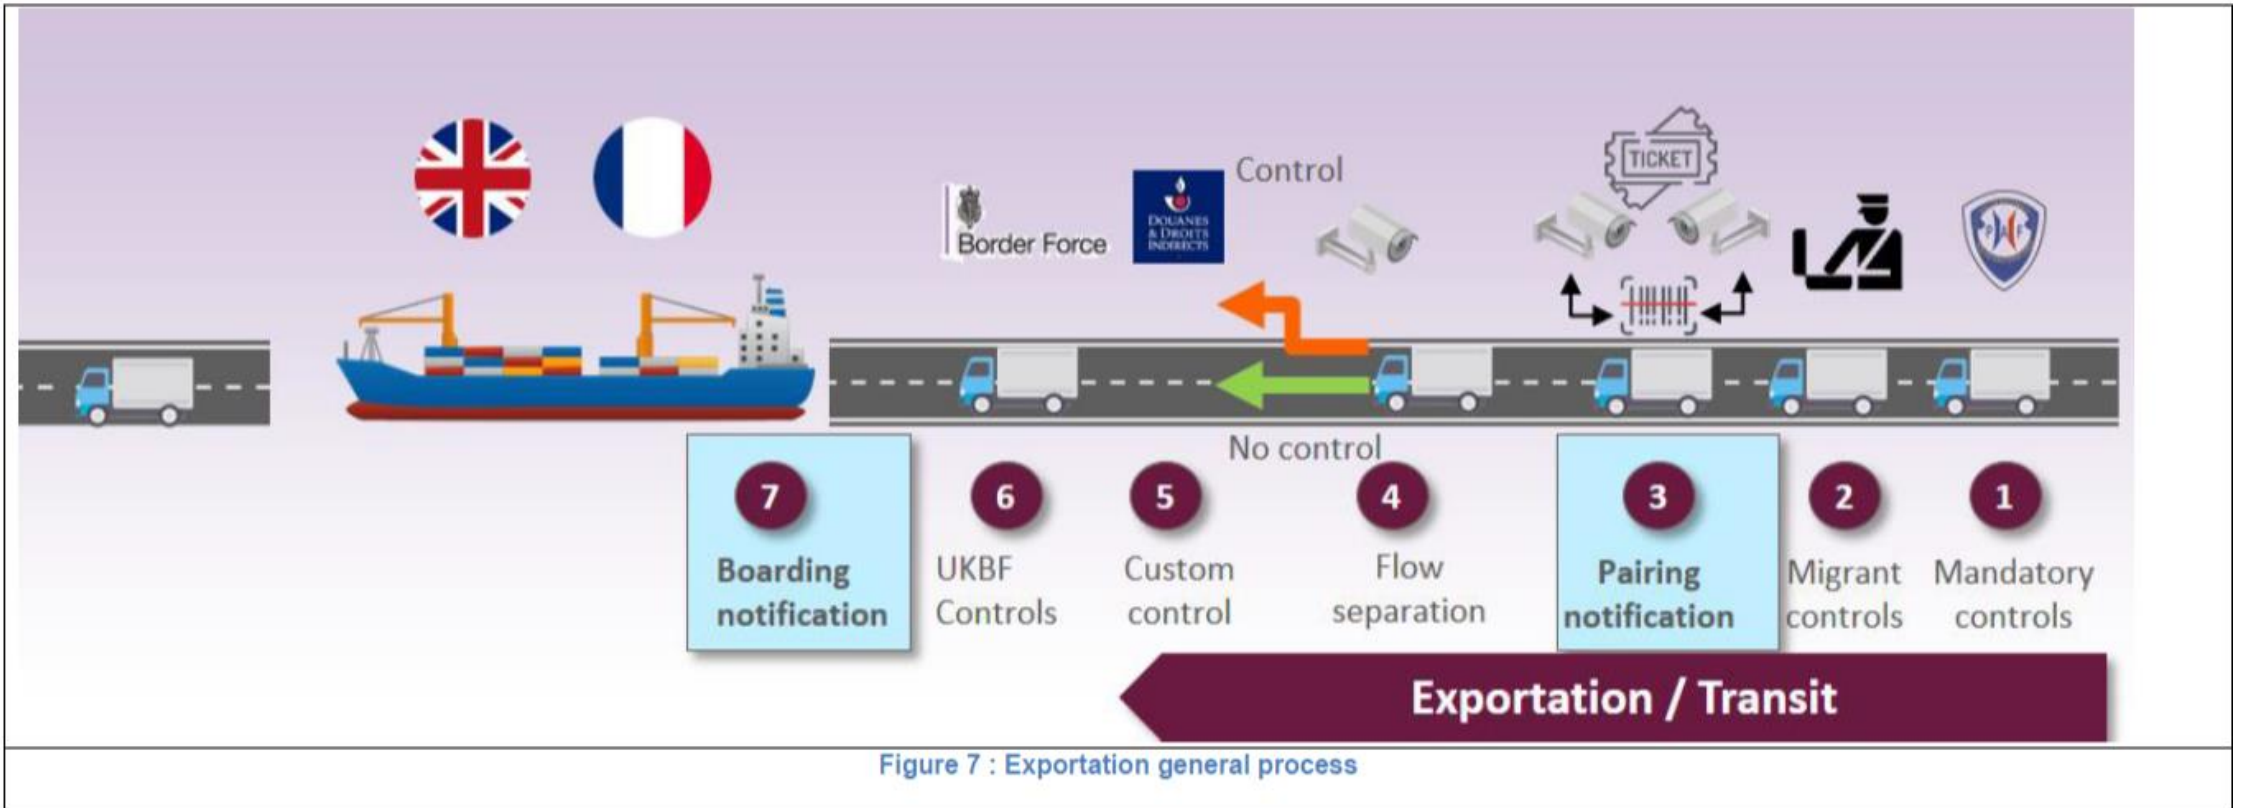 Control
TICKET
Border Force
DOUANES
& DROITS
INDIRECTS
PAF
No control
7
6
5
4
3
2
1
Boarding
notification
UKBF
Controls
Custom
control
Flow
separation
Pairing
notification
Migrant
controls
Mandatory
controls
Exportation / Transit
Figure 7 : Exportation general process